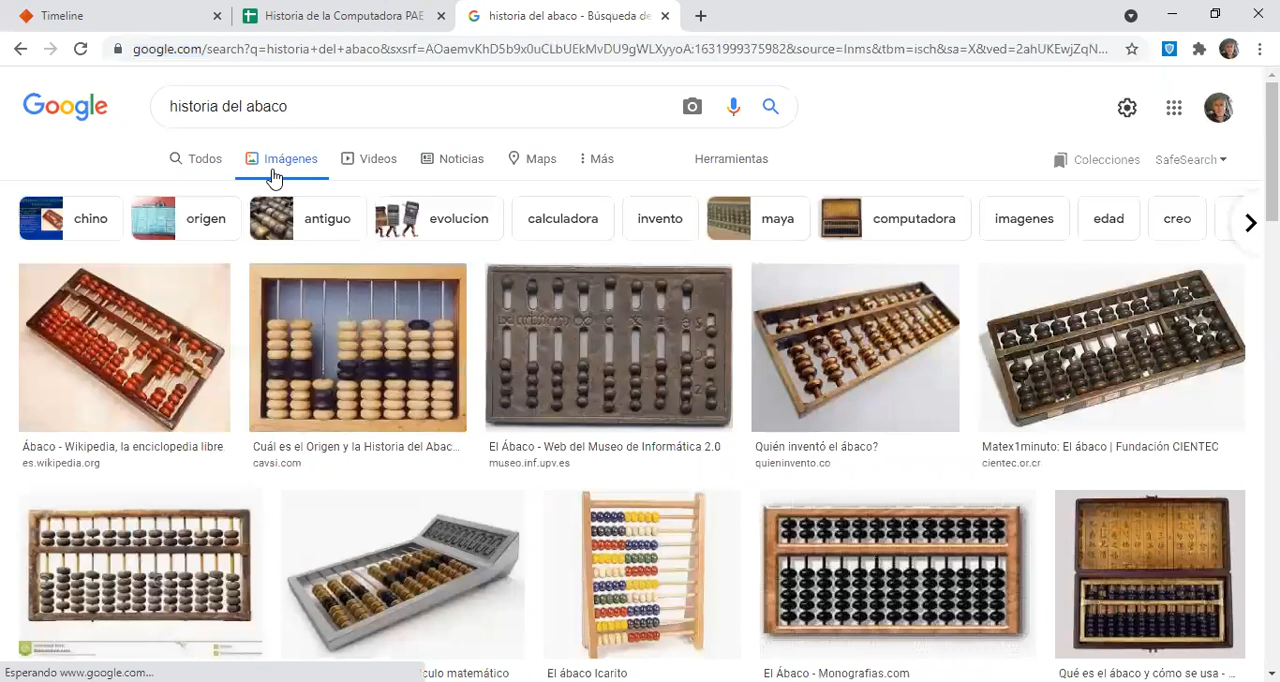 Timeline
Historia de la Computadora PAE
historia del abaco - Búsqueda de
google.com/search?q=historia+del+abaco&sxsrf=AOaemvKhD5b9x0uCLbUEkMvDU9gWLXyyoA:1631999375982&source=lnms&tbm=isch&sa=X&ved=2ahUKEwjZqN...
Google
historia del abaco
Todos
Imágenes
Videos
Noticias
Maps
Más
Herramientas
Colecciones
SafeSearch
chino
origen
antiguo
evolucion
calculadora
invento
maya
computadora
imagenes
edad
creo
Ábaco - Wikipedia, la enciclopedia libre
es.wikipedia.org
Cuál es el Origen y la Historia del Abac...
cavsi.com
El Ábaco - Web del Museo de Informática 2.0
museo.inf.upv.es
Quién inventó el ábaco?
quieninvento.co
Matex1minuto: El ábaco | Fundación CIENTEC
cientec.or.cr
Esperando www.google.com...
culo matemático
El ábaco Icarito
El Ábaco - Monografias.com
Qué es el ábaco y cómo se usa - ...